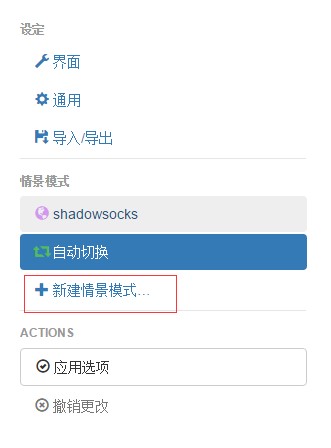 设定
界面
通用
导入/导出
情景模式
shadowsocks
自动切换
新建情景模式...
ACTIONS
应用选项
撤销更改